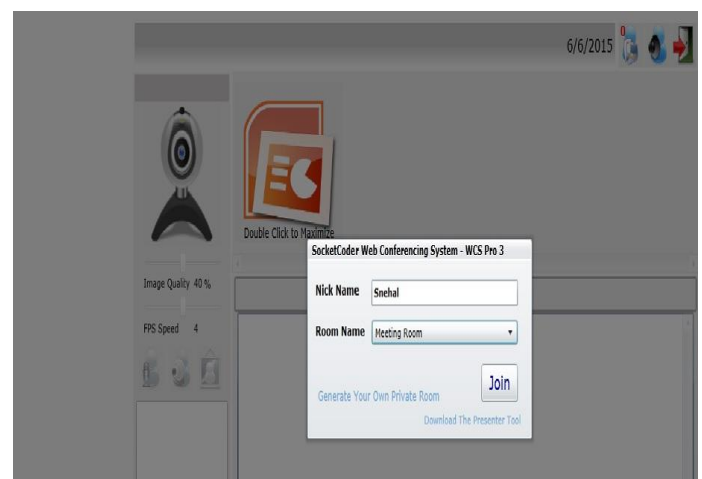 6/6/2015
0
Double Click to Maximize
SocketCoder Web Conferencing System - WCS Pro 3
Image Quality 40 %
Nick Name Snehal
FPS Speed 4
Room Name Meeting Room
Join
Generate Your Own Private Room
Download The Presenter Tool